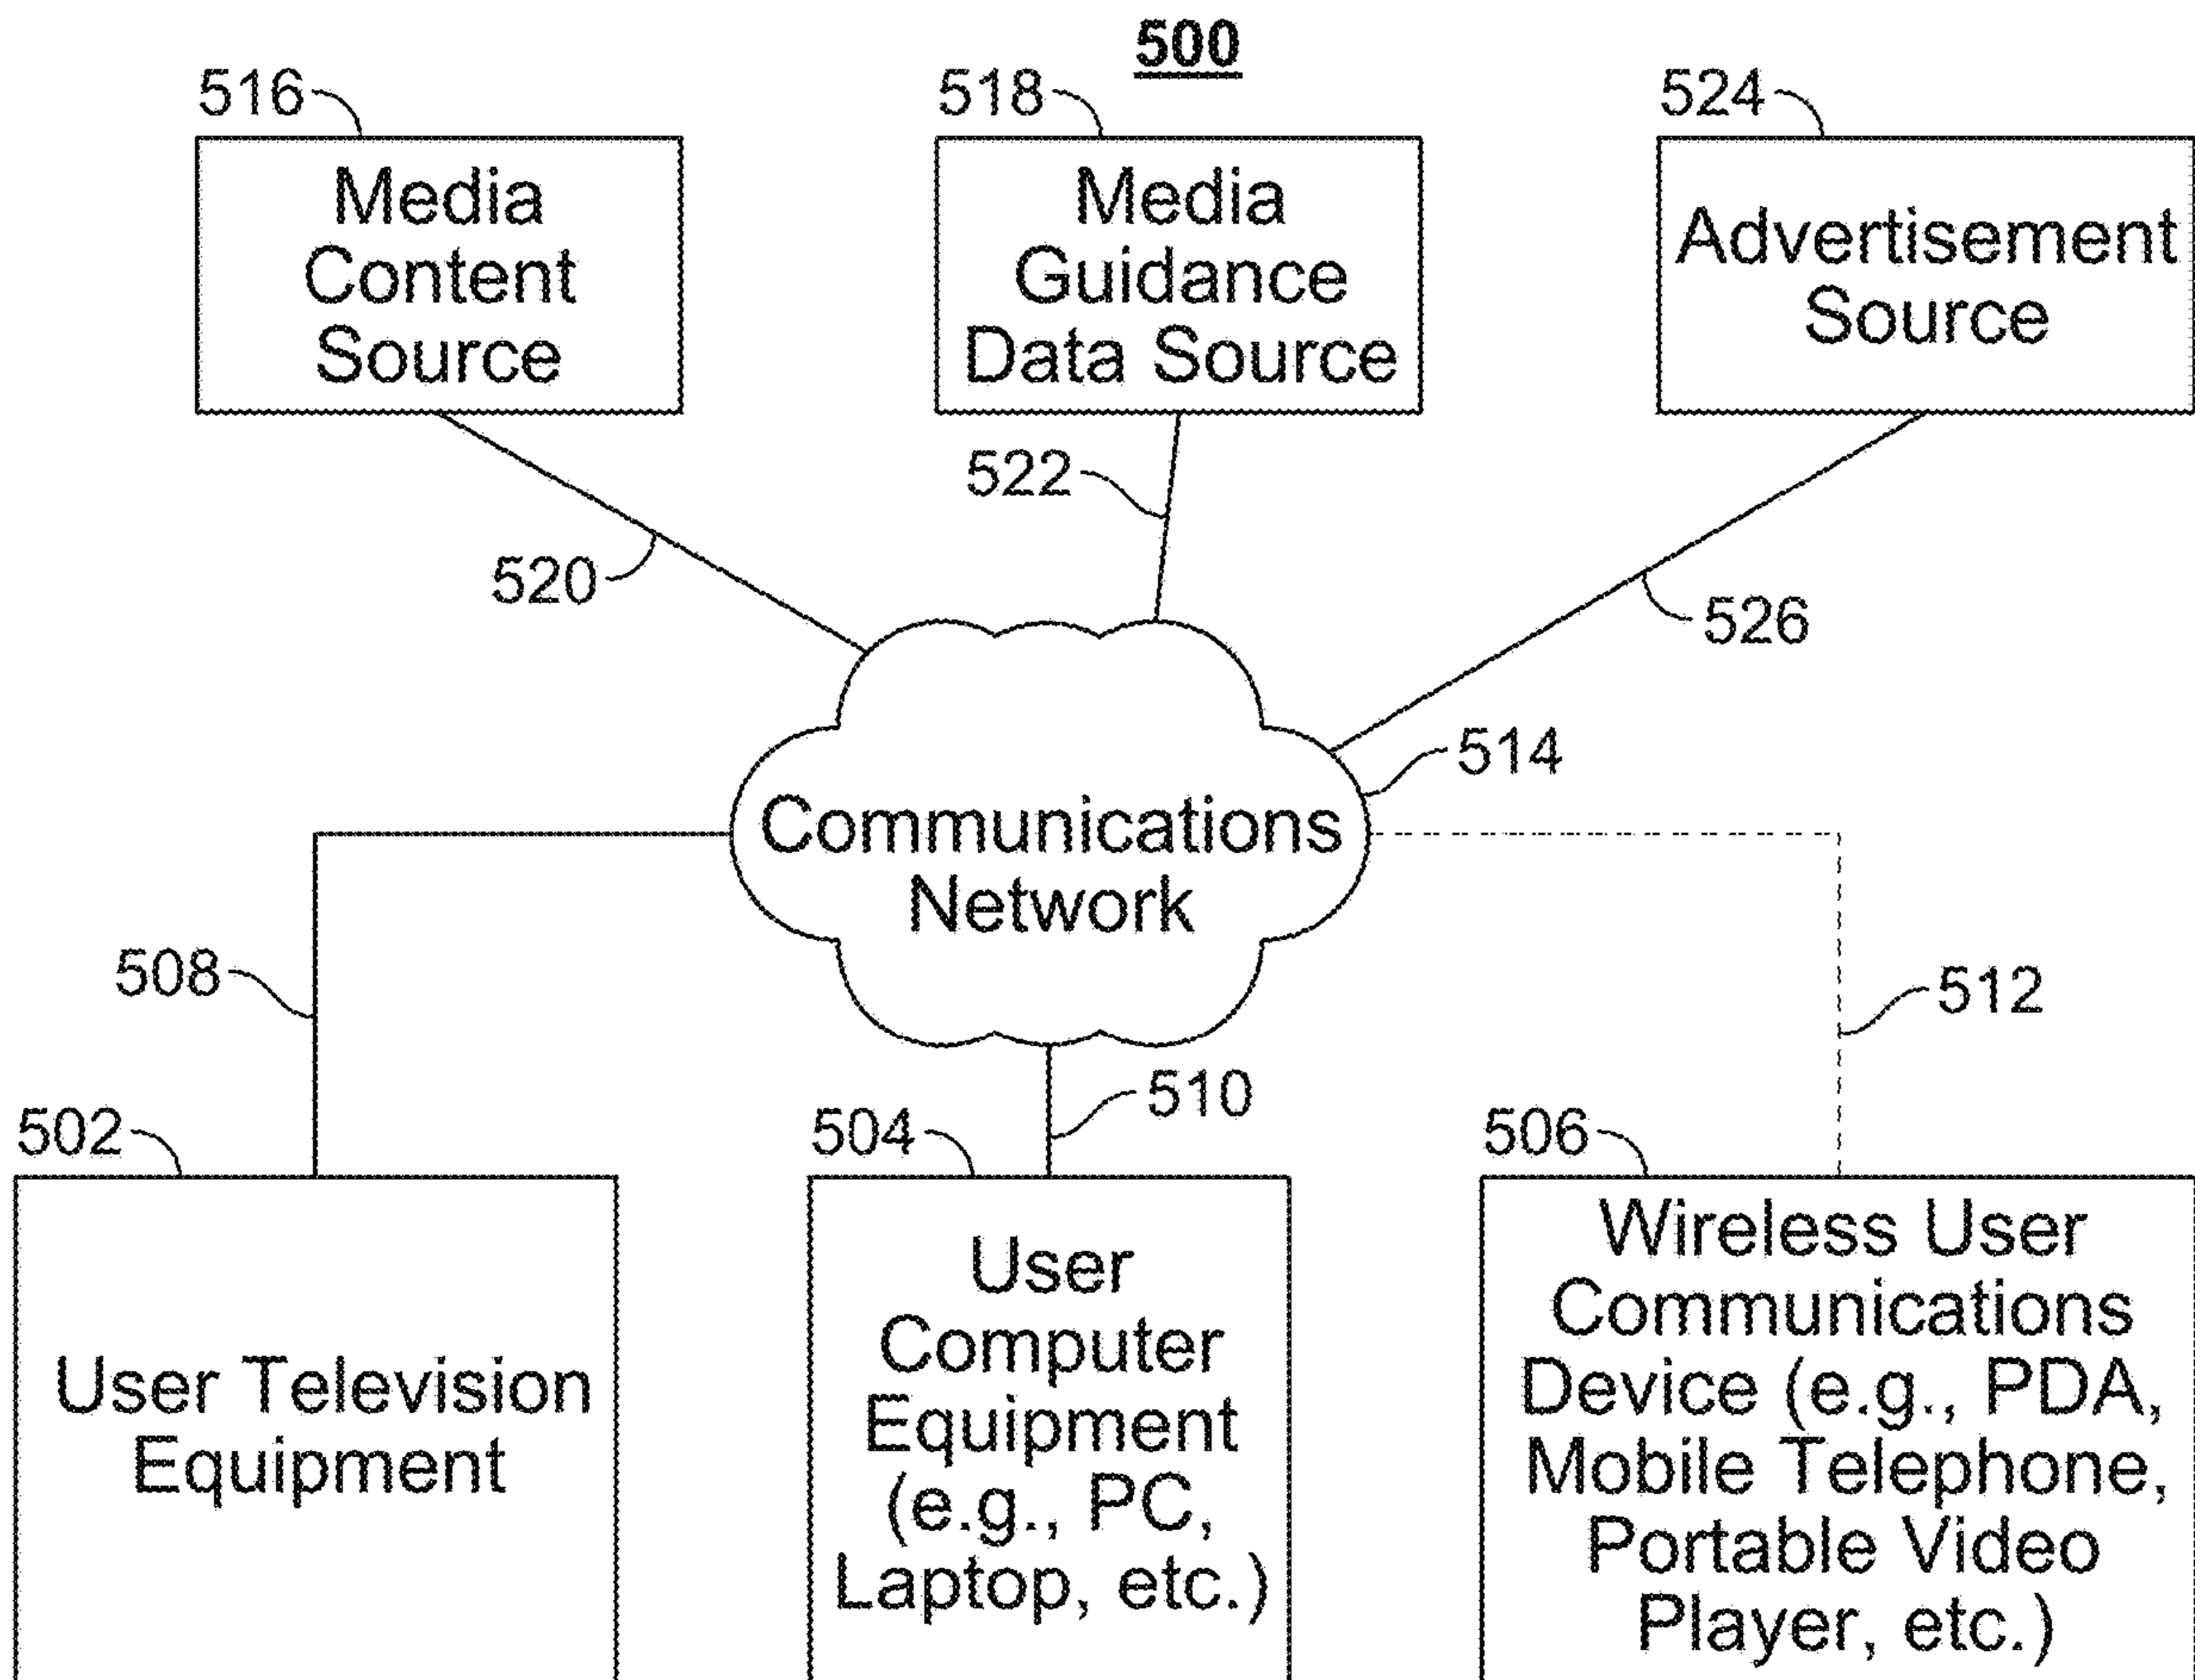 500
516
518
524
Media
Content
Source
Media
Guidance
Data Source
Advertisement
Source
522
520
526
514
Communications
Network
508
512
510
502
504
506
User Television
Equipment
User
Computer
Equipment
(e.g., PC,
Laptop, etc.)
Wireless User
Communications
Device (e.g., PDA,
Mobile Telephone,
Portable Video
Player, etc.)